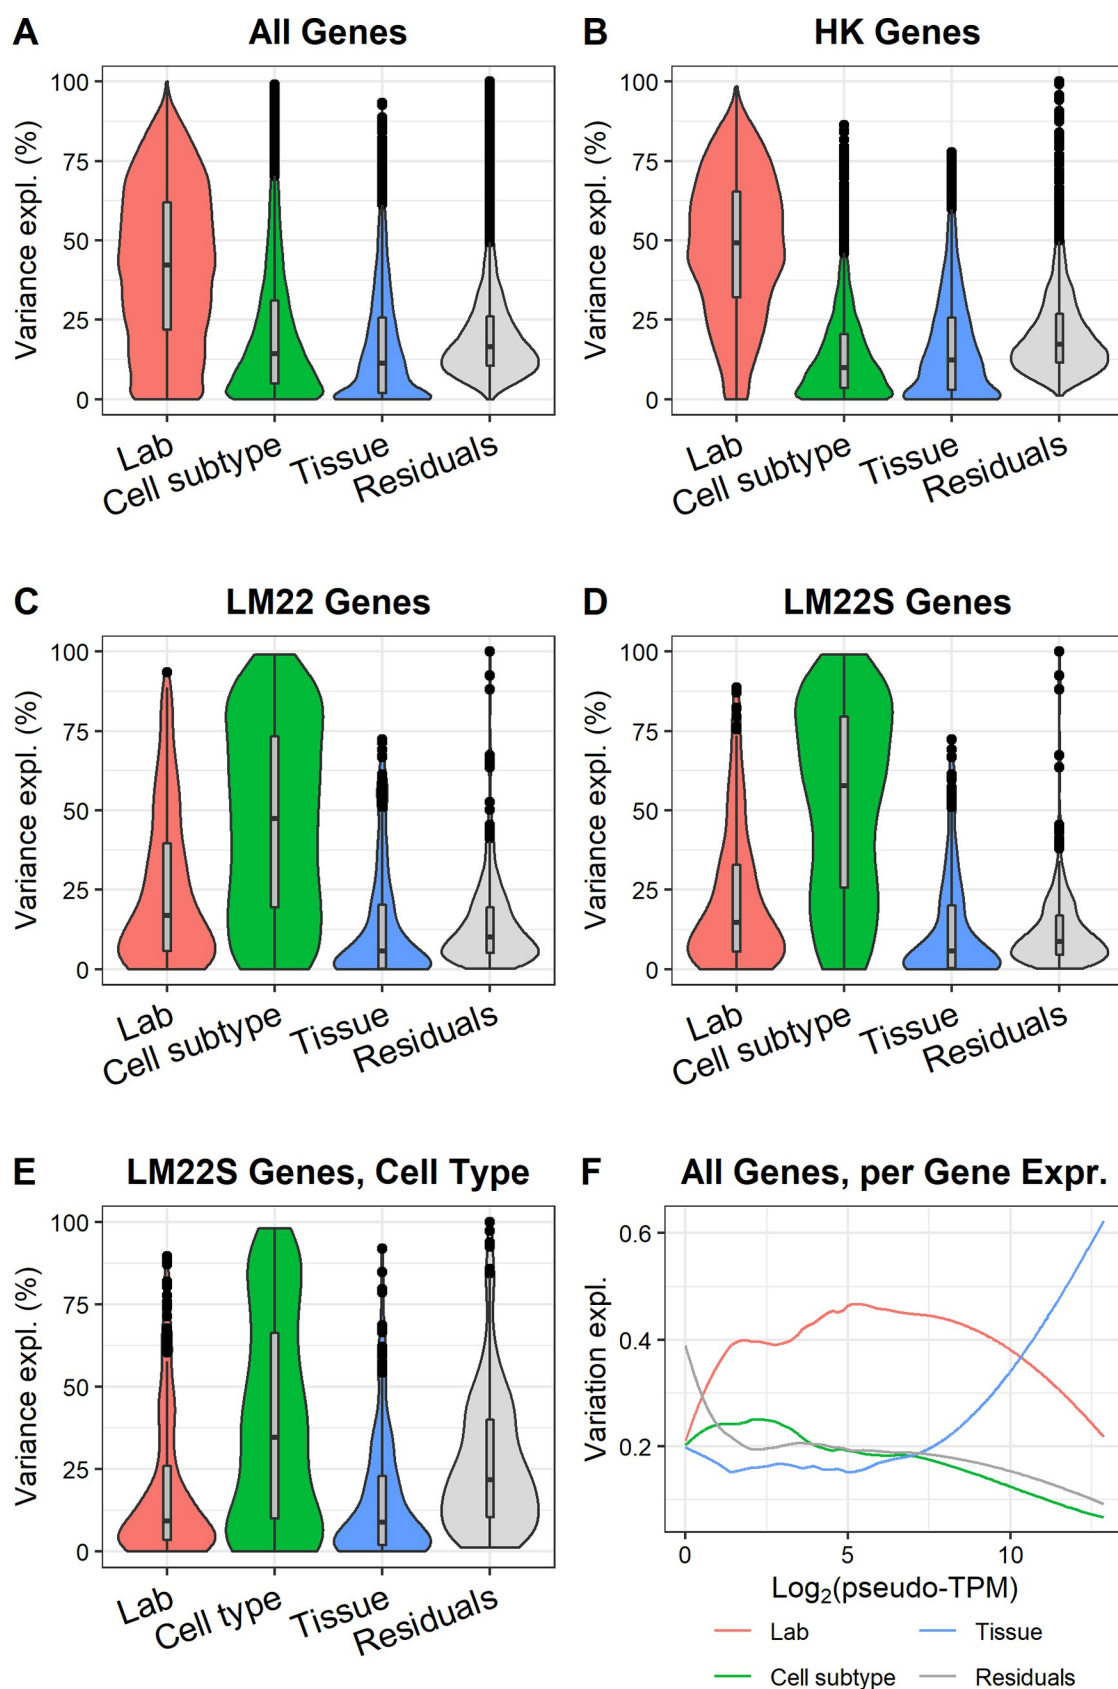 A All Genes
Variance expl. (%)
100
75
50
25
0
Lab
Cell subtype
Tissue
Residuals
B HK Genes
Variance expl. (%)
100
75
50
25
0
Lab
Cell subtype
Tissue
Residuals
C LM22 Genes
Variance expl. (%)
100
75
50
25
0
Lab
Cell subtype
Tissue
Residuals
D LM22S Genes
Variance expl. (%)
100
75
50
25
0
Lab
Cell subtype
Tissue
Residuals
E LM22S Genes, Cell Type
Variance expl. (%)
100
75
50
25
0
Lab
Cell type
Tissue
Residuals
F All Genes, per Gene Expr.
Variation expl.
0.6
0.4
0.2
0 5 10
Log₂(pseudo-TPM)
Lab Tissue
Cell subtype Residuals